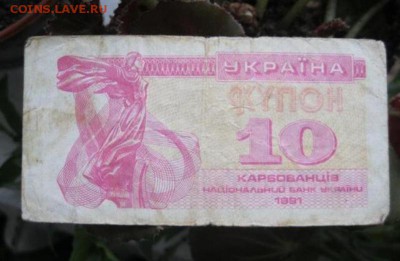 COINS.LAVE.RU
УКРАЇНА
КУПОН
10
КАРБОВАНЦІВ
НАЦІОНАЛЬНИЙ БАНК УКРАЇНИ
1991